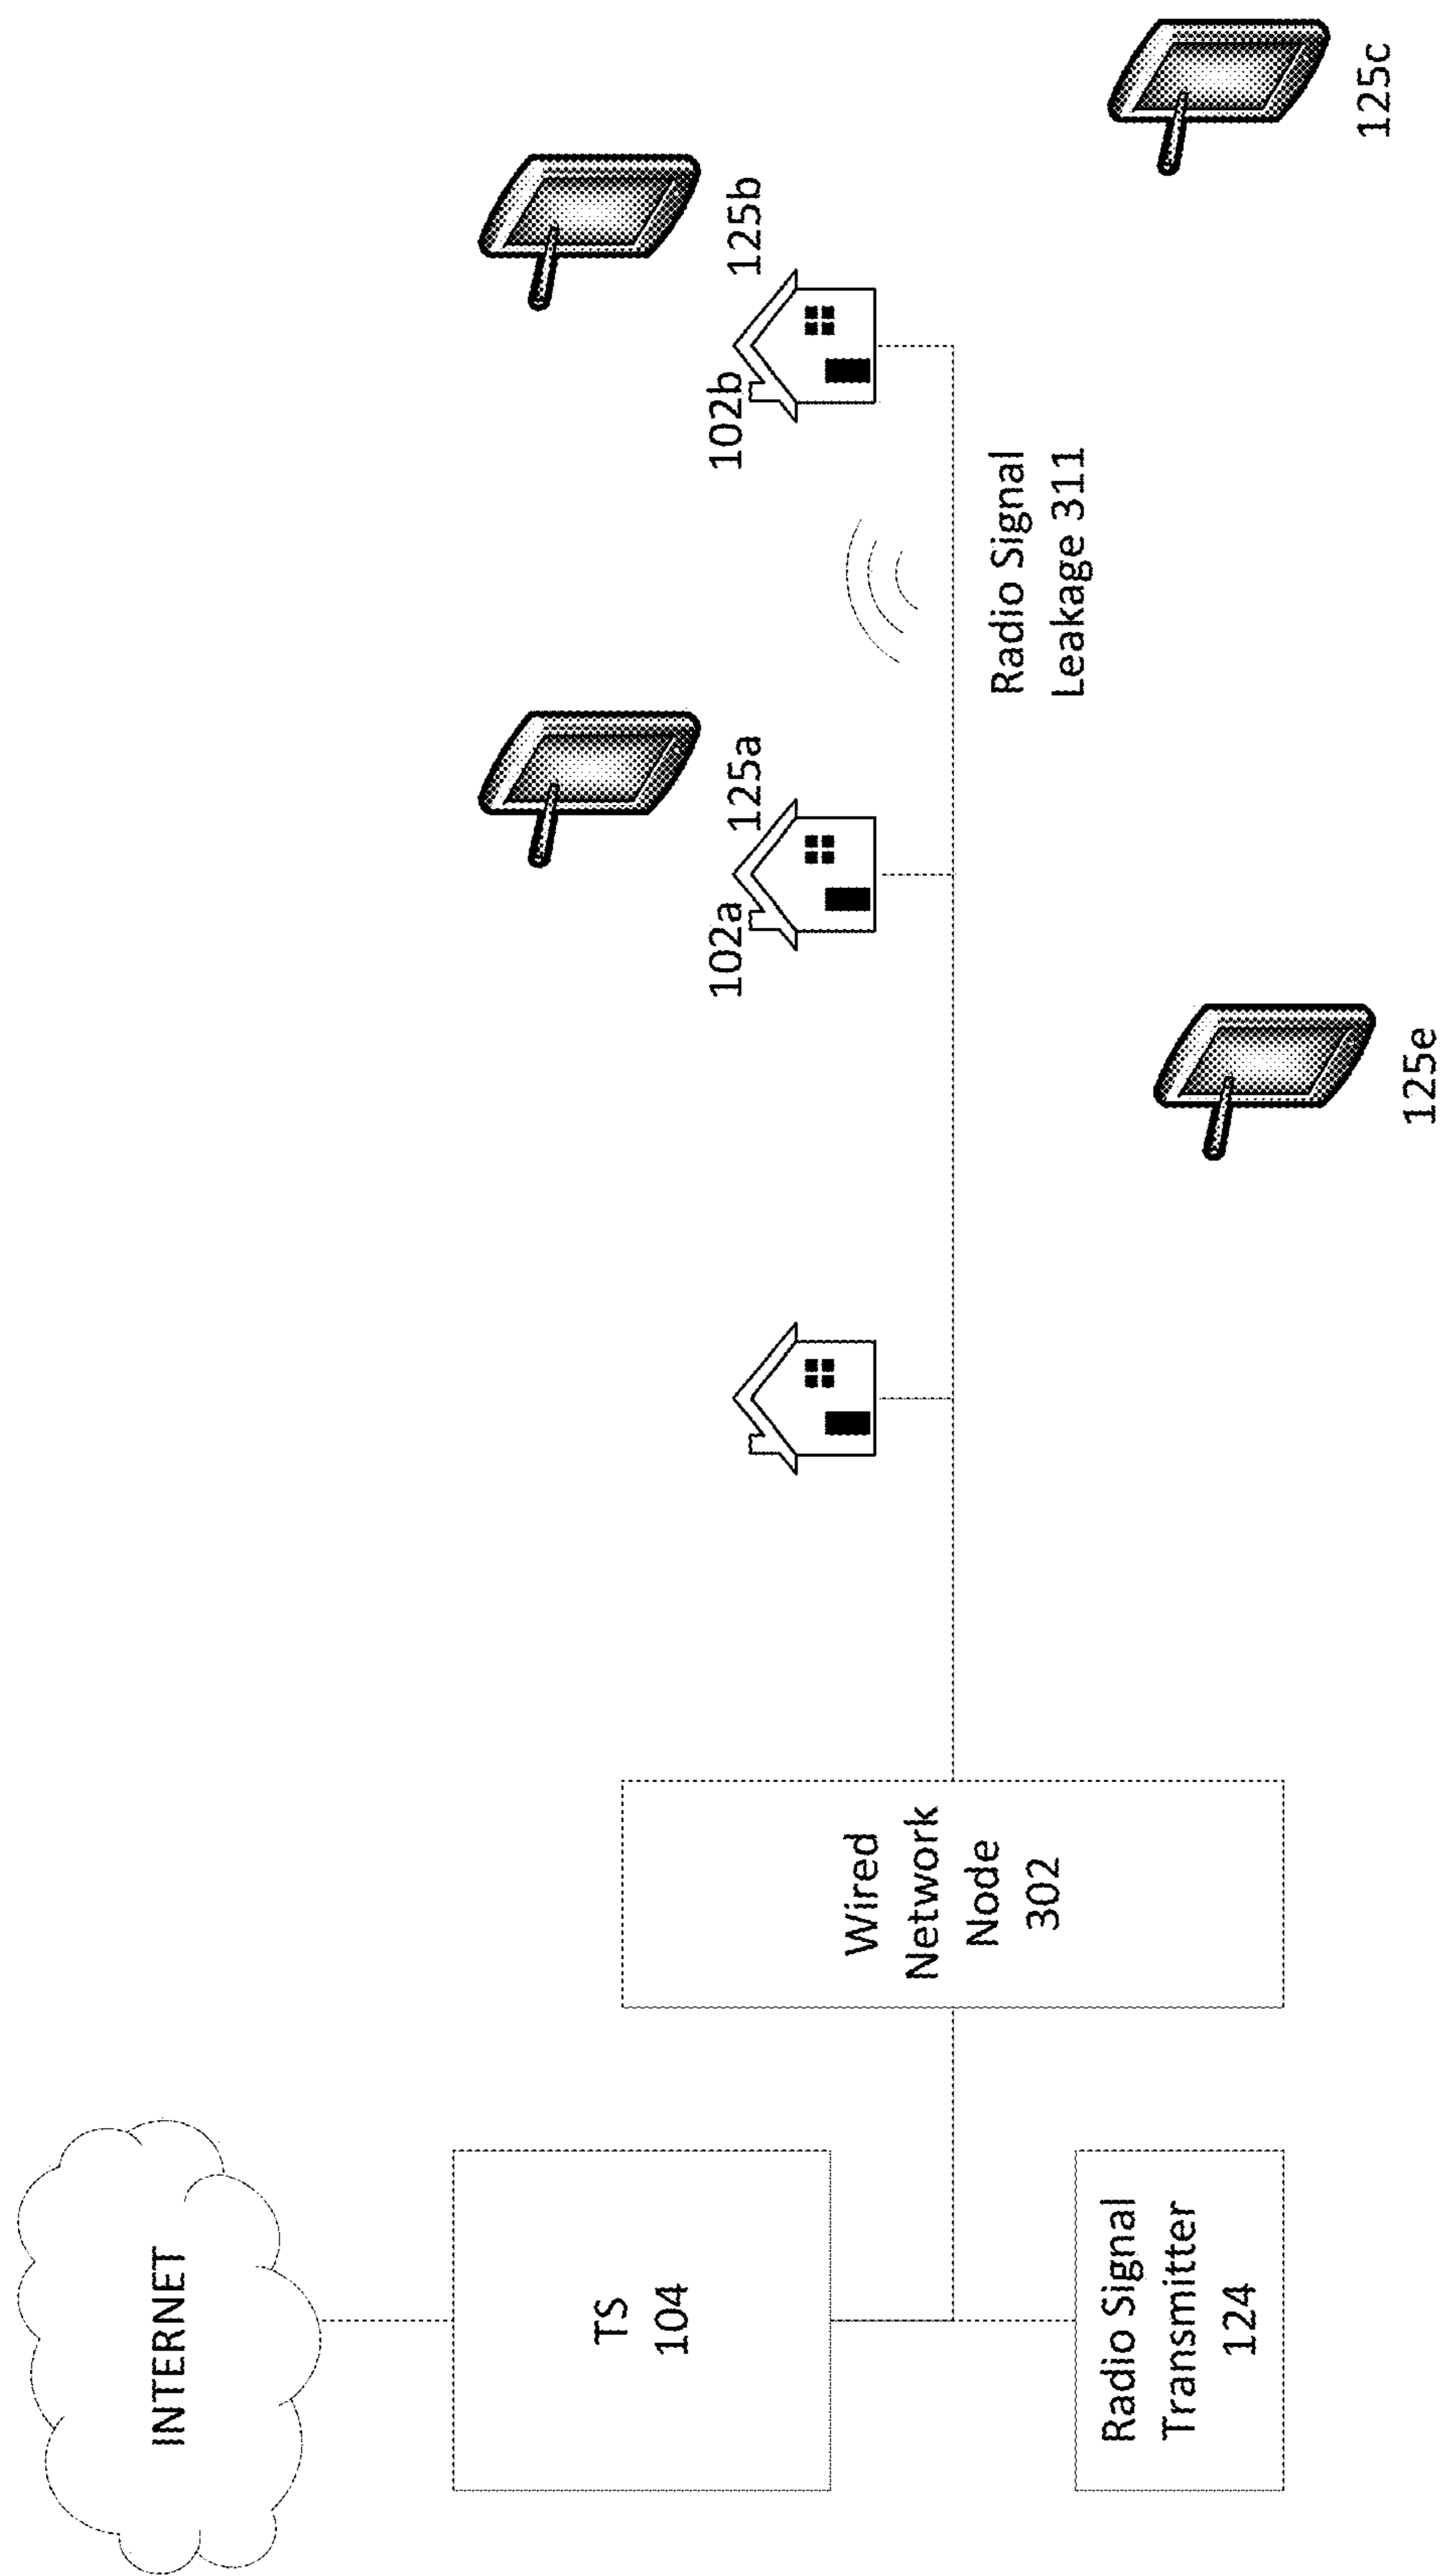 INTERNET
TS
104
Radio Signal
Transmitter
124
Wired
Network
Node
302
102a
125a
102b
125b
Radio Signal
Leakage 311
125e
125c